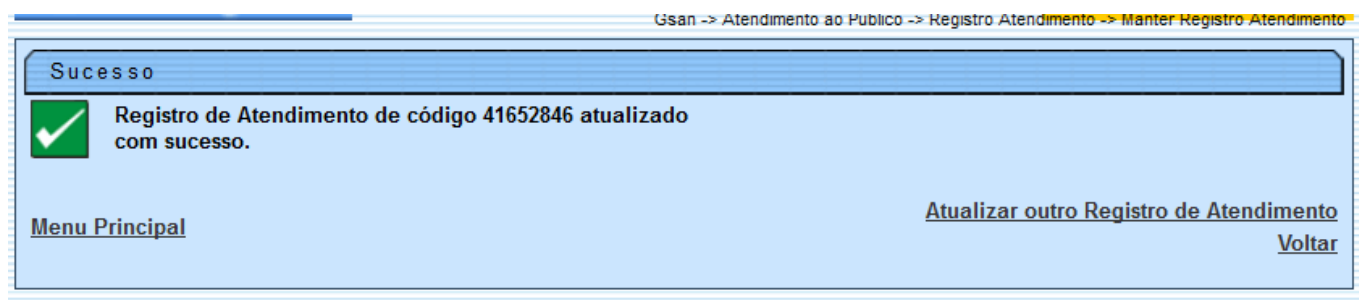 Gsan -> Atendimento ao Publico -> Registro Atendimento -> Manter Registro Atendimento
Sucesso
Registro de Atendimento de código 41652846 atualizado
com sucesso.
Atualizar outro Registro de Atendimento
Menu Principal
Voltar